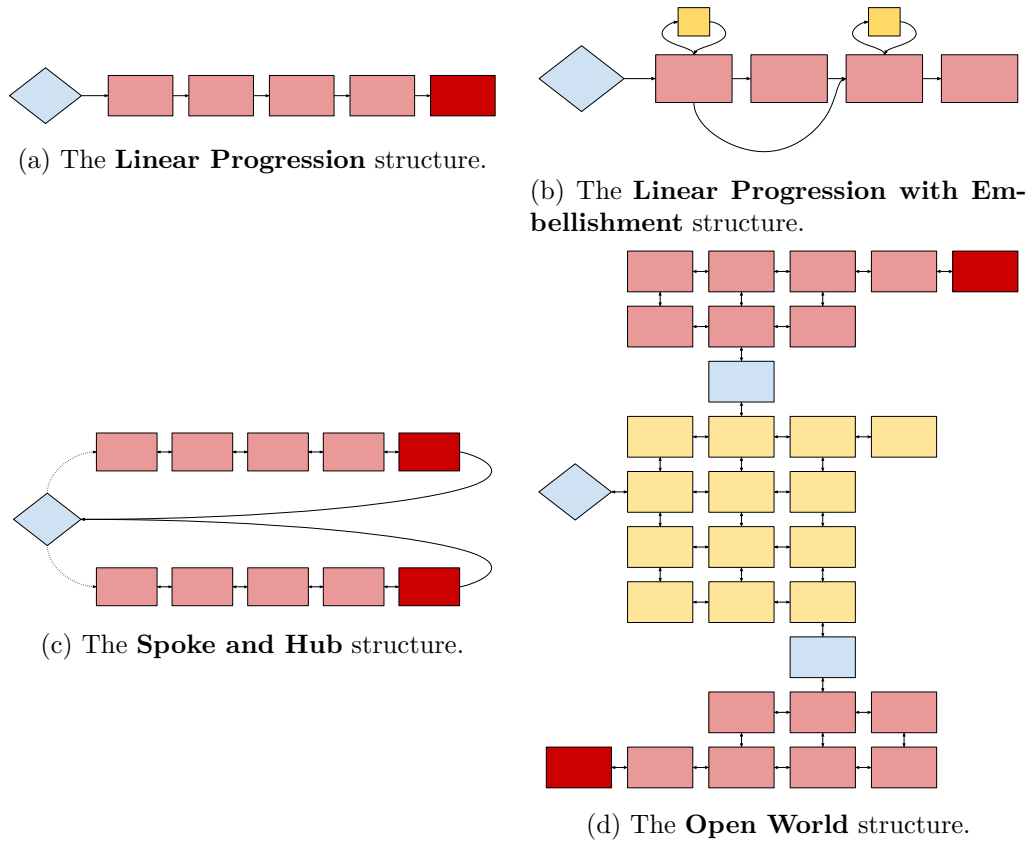 (a) The Linear Progression structure.
(b) The Linear Progression with Em-
bellishment structure.
(c) The Spoke and Hub structure.
(d) The Open World structure.